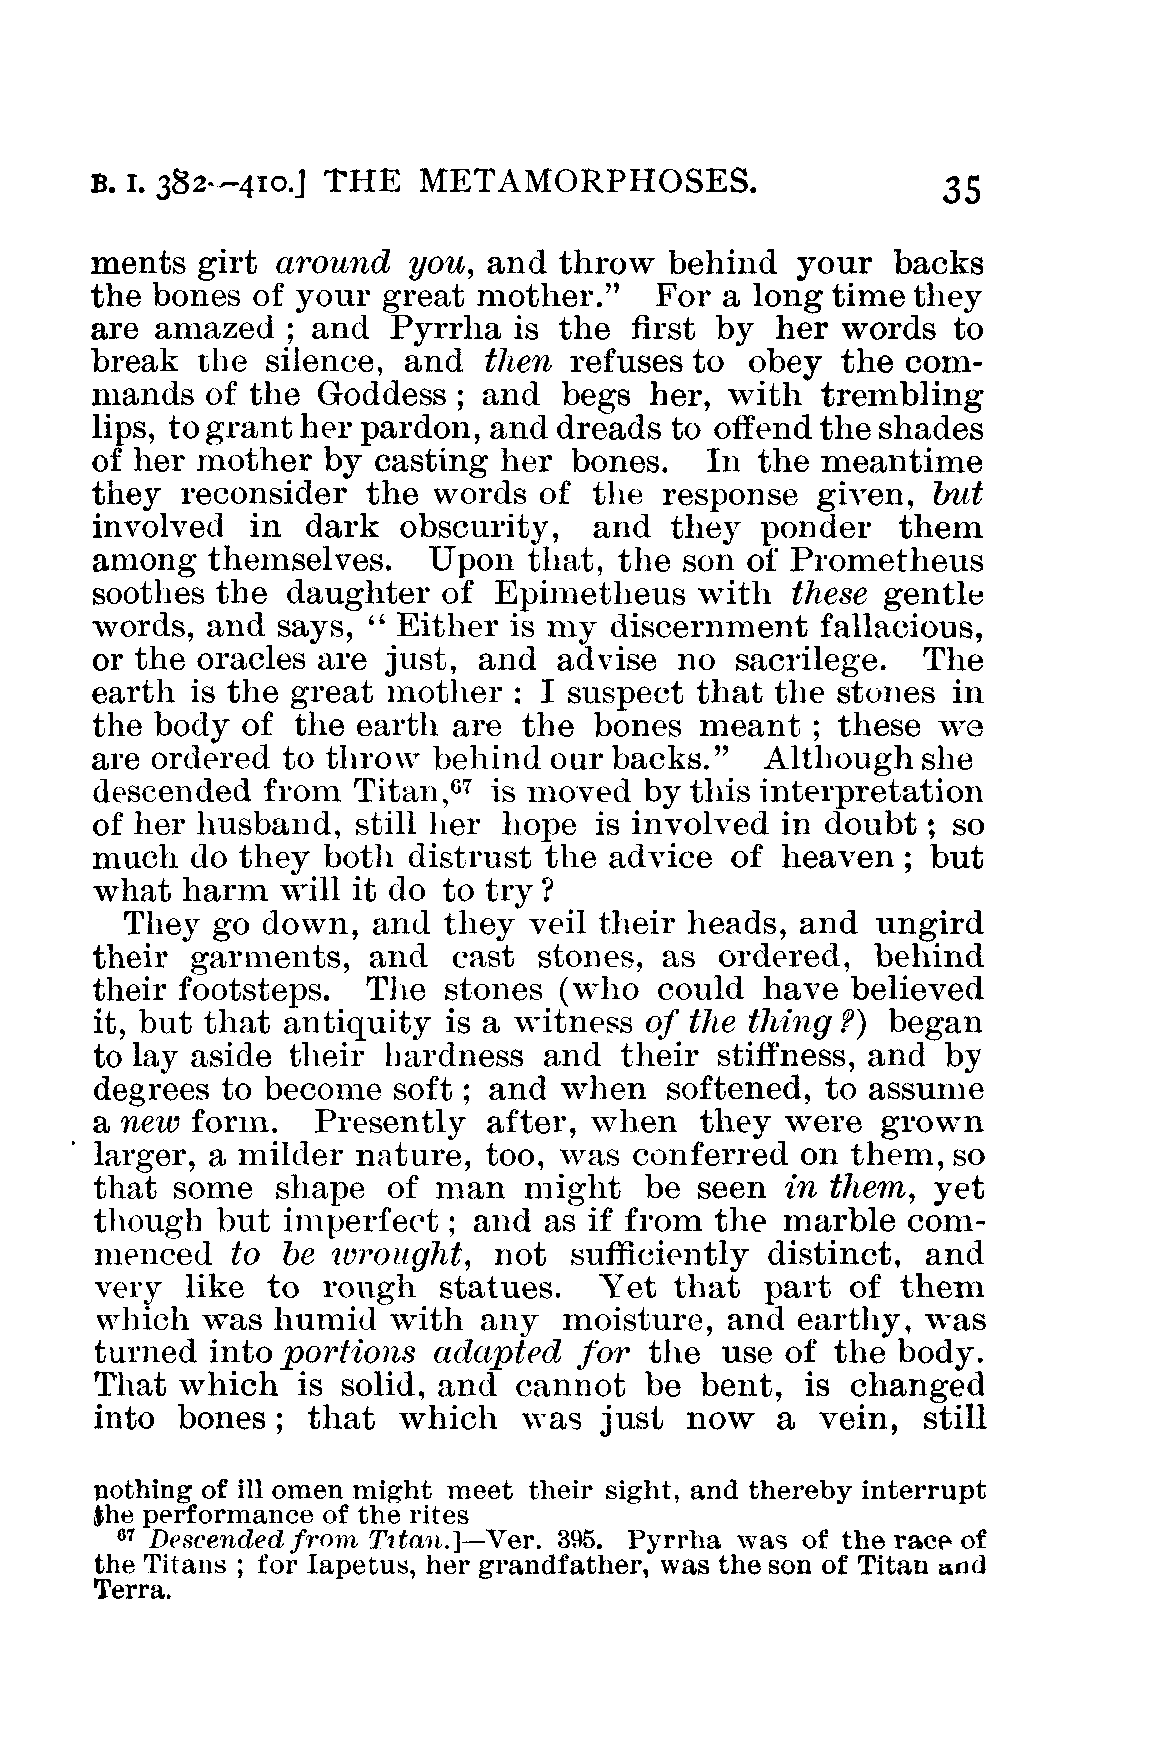 B. I. 382–410.] THE METAMORPHOSES. 35
ments girt around you, and throw behind your backs
the bones of your great mother.” For a long time they
are amazed ; and Pyrrha is the first by her words to
break the silence, and then refuses to obey the com-
mands of the Goddess ; and begs her, with trembling
lips, to grant her pardon, and dreads to offend the shades
of her mother by casting her bones. In the meantime
they reconsider the words of the response given, but
involved in dark obscurity, and they ponder them
among themselves. Upon that, the son of Prometheus
soothes the daughter of Epimetheus with these gentle
words, and says, “ Either is my discernment fallacious,
or the oracles are just, and advise no sacrilege. The
earth is the great mother : I suspect that the stones in
the body of the earth are the bones meant ; these we
are ordered to throw behind our backs.” Although she
descended from Titan,⁶⁷ is moved by this interpretation
of her husband, still her hope is involved in doubt ; so
much do they both distrust the advice of heaven ; but
what harm will it do to try ?
They go down, and they veil their heads, and ungird
their garments, and cast stones, as ordered, behind
their footsteps. The stones (who could have believed
it, but that antiquity is a witness of the thing ?) began
to lay aside their hardness and their stiffness, and by
degrees to become soft ; and when softened, to assume
a new form. Presently after, when they were grown
larger, a milder nature, too, was conferred on them, so
that some shape of man might be seen in them, yet
though but imperfect ; and as if from the marble com-
menced to be wrought, not sufficiently distinct, and
very like to rough statues. Yet that part of them
which was humid with any moisture, and earthy, was
turned into portions adapted for the use of the body.
That which is solid, and cannot be bent, is changed
into bones ; that which was just now a vein, still
nothing of ill omen might meet their sight, and thereby interrupt
the performance of the rites
⁶⁷ Descended from Titan.]—Ver. 395. Pyrrha was of the race of
the Titans ; for Iapetus, her grandfather, was the son of Titan and
Terra.